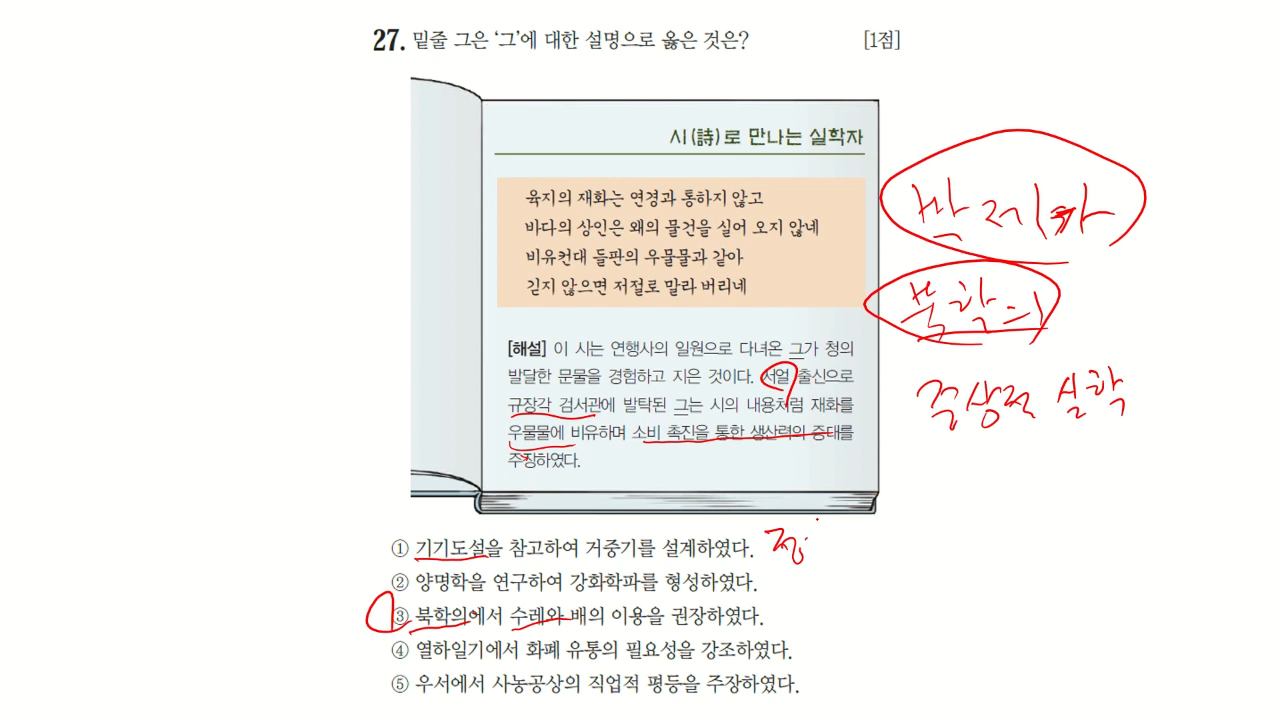 27. 밑줄 그은 '그'에 대한 설명으로 옳은 것은? [1점]
시(詩)로 만나는 실학자
육지의 재화는 연경과 통하지 않고
바다의 상인은 왜의 물건을 실어 오지 않네
비유컨대 들판의 우물물과 같아
긷지 않으면 저절로 말라 버리네
[해설] 이 시는 연행사의 일원으로 다녀온 그가 청의
발달한 문물을 경험하고 지은 것이다. 서얼 출신으로
규장각 검서관에 발탁된 그는 시의 내용처럼 재화를
우물물에 비유하며 소비 촉진을 통한 생산력의 증대를
주장하였다.
박제가
북학의
중상적 실학
① 기기도설을 참고하여 거중기를 설계하였다. 정
② 양명학을 연구하여 강화학파를 형성하였다.
③ 북학의에서 수레와 배의 이용을 권장하였다.
④ 열하일기에서 화폐 유통의 필요성을 강조하였다.
⑤ 우서에서 사농공상의 직업적 평등을 주장하였다.